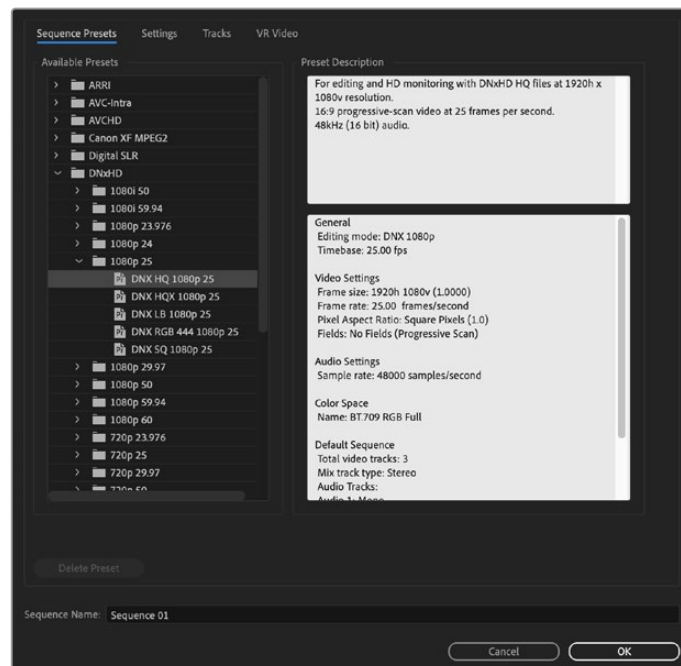 Sequence Presets Settings Tracks VR Video
Available Presets
ARRI
AVC-Intra
AVCHD
Canon XF MPEG2
Digital SLR
DNxHD
1080i 50
1080i 59.94
1080p 23.976
1080p 24
1080p 25
DNX HQ 1080p 25
DNX HQX 1080p 25
DNX LB 1080p 25
DNX RGB 444 1080p 25
DNX SQ 1080p 25
1080p 29.97
1080p 50
1080p 59.94
1080p 60
720p 23.976
720p 25
720p 29.97
720p 50
Preset Description
For editing and HD monitoring with DNxHD HQ files at 1920h x
1080v resolution.
16:9 progressive-scan video at 25 frames per second.
48kHz (16 bit) audio.
General
Editing mode: DNX 1080p
Timebase: 25.00 fps
Video Settings
Frame size: 1920h 1080v (1.0000)
Frame rate: 25.00 frames/second
Pixel Aspect Ratio: Square Pixels (1.0)
Fields: No Fields (Progressive Scan)
Audio Settings
Sample rate: 48000 samples/second
Color Space
Name: BT.709 RGB Full
Default Sequence
Total video tracks: 3
Mix track type: Stereo
Audio Tracks:
Audio 1: Mono
Delete Preset
Sequence Name: Sequence 01
Cancel OK